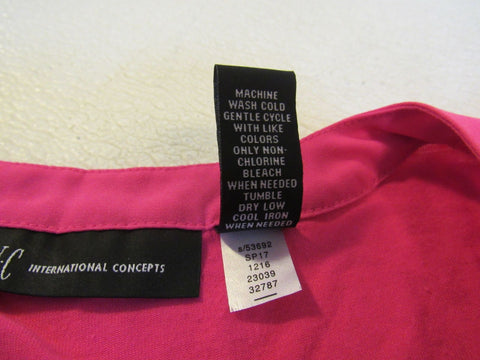 MACHINE
WASH COLD
GENTLE CYCLE
WITH LIKE
COLORS
ONLY NON-
CHLORINE
BLEACH
WHEN NEEDED
TUMBLE
DRY LOW
COOL IRON
WHEN NEEDED
8/53692
SP17
1216
23039
32787
C INTERNATIONAL CONCEPTS